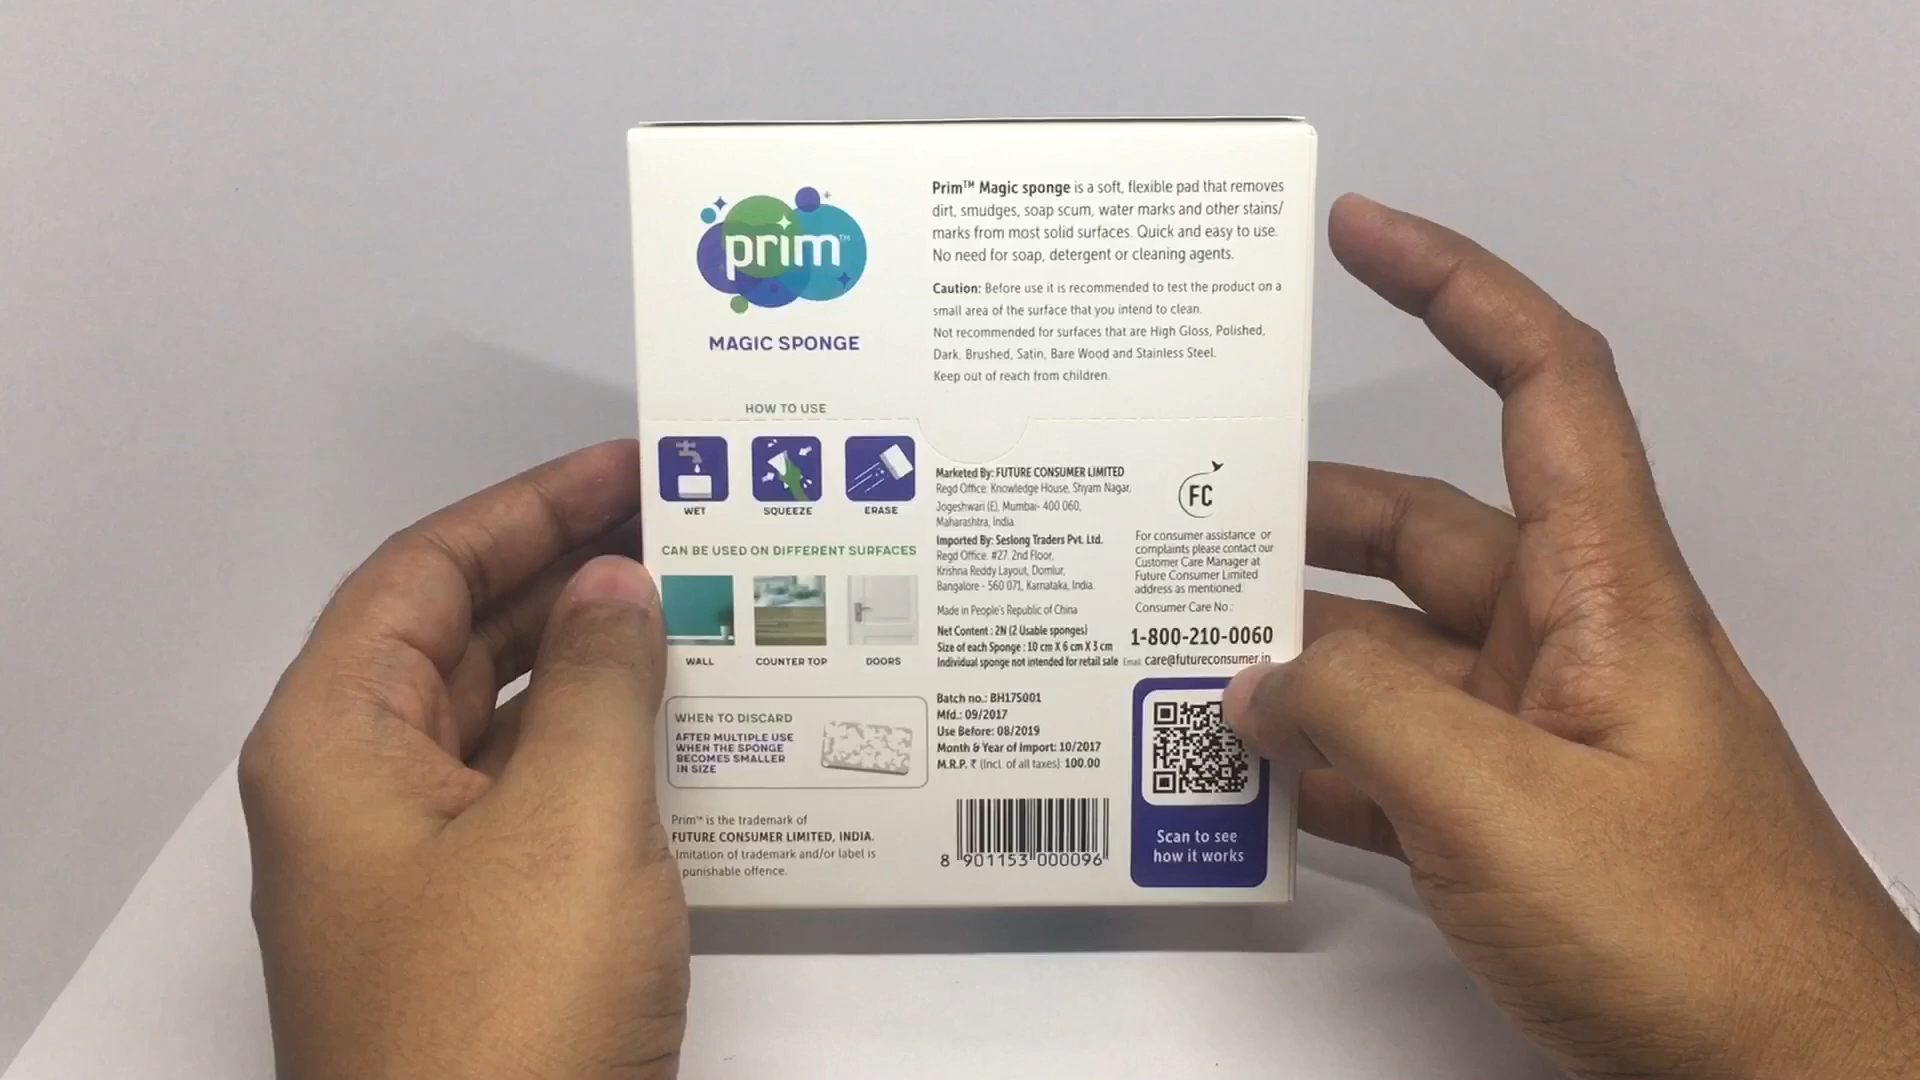 prim™
MAGIC SPONGE
Prim™ Magic sponge is a soft, flexible pad that removes
dirt, smudges, soap scum, water marks and other stains/
marks from most solid surfaces. Quick and easy to use.
No need for soap, detergent or cleaning agents.
Caution: Before use it is recommended to test the product on a
small area of the surface that you intend to clean.
Not recommended for surfaces that are High Gloss, Polished,
Dark, Brushed, Satin, Bare Wood and Stainless Steel.
Keep out of reach from children.
HOW TO USE
WET
SQUEEZE
ERASE
CAN BE USED ON DIFFERENT SURFACES
WALL
COUNTER TOP
DOORS
WHEN TO DISCARD
AFTER MULTIPLE USE
WHEN THE SPONGE
BECOMES SMALLER
IN SIZE
Prim™ is the trademark of
FUTURE CONSUMER LIMITED, INDIA.
Imitation of trademark and/or label is
punishable offence.
Marketed By: FUTURE CONSUMER LIMITED
Regd Office: Knowledge House, Shyam Nagar,
Jogeshwari (E), Mumbai- 400 060,
Maharashtra, India.
Imported By: Seslong Traders Pvt. Ltd.
Regd Office: #27, 2nd Floor,
Krishna Reddy Layout, Domlur,
Bangalore - 560 071, Karnataka, India.
Made in People's Republic of China
Net Content : 2N (2 Usable sponges)
Size of each Sponge : 10 cm X 6 cm X 3 cm
Individual sponge not intended for retail sale
Batch no.: BH17S001
Mfd.: 09/2017
Use Before: 08/2019
Month & Year of Import: 10/2017
M.R.P. ₹ (Incl. of all taxes) 100.00
8 901153 000096
FC
For consumer assistance or
complaints please contact our
Customer Care Manager at
Future Consumer Limited
address as mentioned
Consumer Care No.:
1-800-210-0060
Email: care@futureconsumer.in
Scan to see
how it works